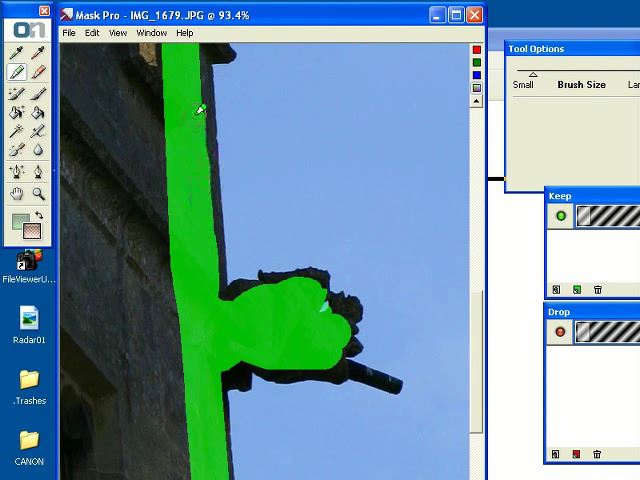 Mask Pro - IMG_1679.JPG @ 93.4%
File Edit View Window Help
on
Tool Options
Small Brush Size
Keep
Drop
FileViewerU...
Radar01
.Trashes
CANON